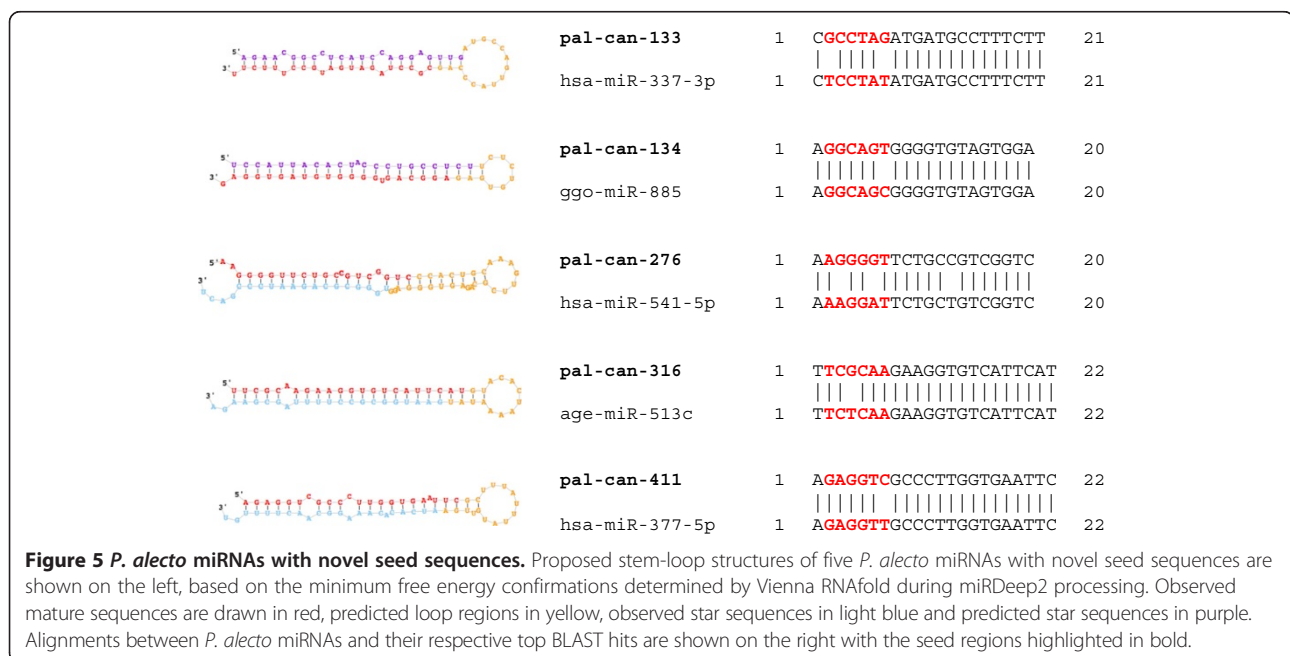 pal-can-133 1 CGCCTAGATGATGCCTTTCTT 21
| |||| ||||||||||||||
hsa-miR-337-3p 1 CTCCTATATGATGCCTTTCTT 21
pal-can-134 1 AGGCAGTGGGGTGTAGTGGA 20
|||||| |||||||||||||
ggo-miR-885 1 AGGCAGCGGGGTGTAGTGGA 20
pal-can-276 1 AAGGGGTTCTGCCGTCGGTC 20
|| || |||||| |||||||
hsa-miR-541-5p 1 AAAGGATTCTGCTGTCGGTC 20
pal-can-316 1 TTCGCAAGAAGGTGTCATTCAT 22
||| ||||||||||||||||||
age-miR-513c 1 TTCTCAAGAAGGTGTCATTCAT 22
pal-can-411 1 AGAGGTCGCCCTTGGTGAATTC 22
|||||| |||||||||||||||
hsa-miR-377-5p 1 AGAGGTTGCCCTTGGTGAATTC 22
Figure 5 P. alecto miRNAs with novel seed sequences. Proposed stem-loop structures of five P. alecto miRNAs with novel seed sequences are
shown on the left, based on the minimum free energy confirmations determined by Vienna RNAfold during miRDeep2 processing. Observed
mature sequences are drawn in red, predicted loop regions in yellow, observed star sequences in light blue and predicted star sequences in purple.
Alignments between P. alecto miRNAs and their respective top BLAST hits are shown on the right with the seed regions highlighted in bold.